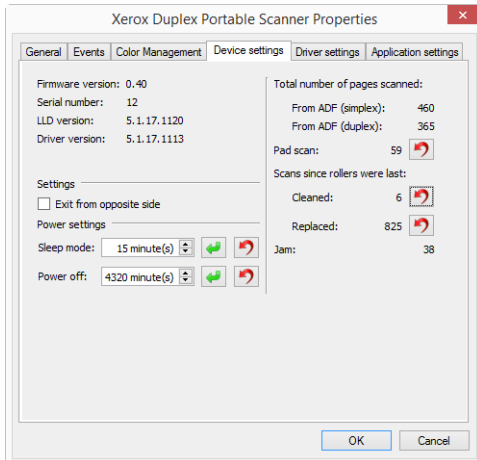 Xerox Duplex Portable Scanner Properties
General Events Color Management Device settings Driver settings Application settings
Firmware version: 0.40
Serial number: 12
LLD version: 5.1.17.1120
Driver version: 5.1.17.1113
Settings
Exit from opposite side
Power settings
Sleep mode: 15 minute(s)
Power off: 4320 minute(s)
Total number of pages scanned:
From ADF (simplex): 460
From ADF (duplex): 365
Pad scan: 59
Scans since rollers were last:
Cleaned: 6
Replaced: 825
Jam: 38
OK Cancel